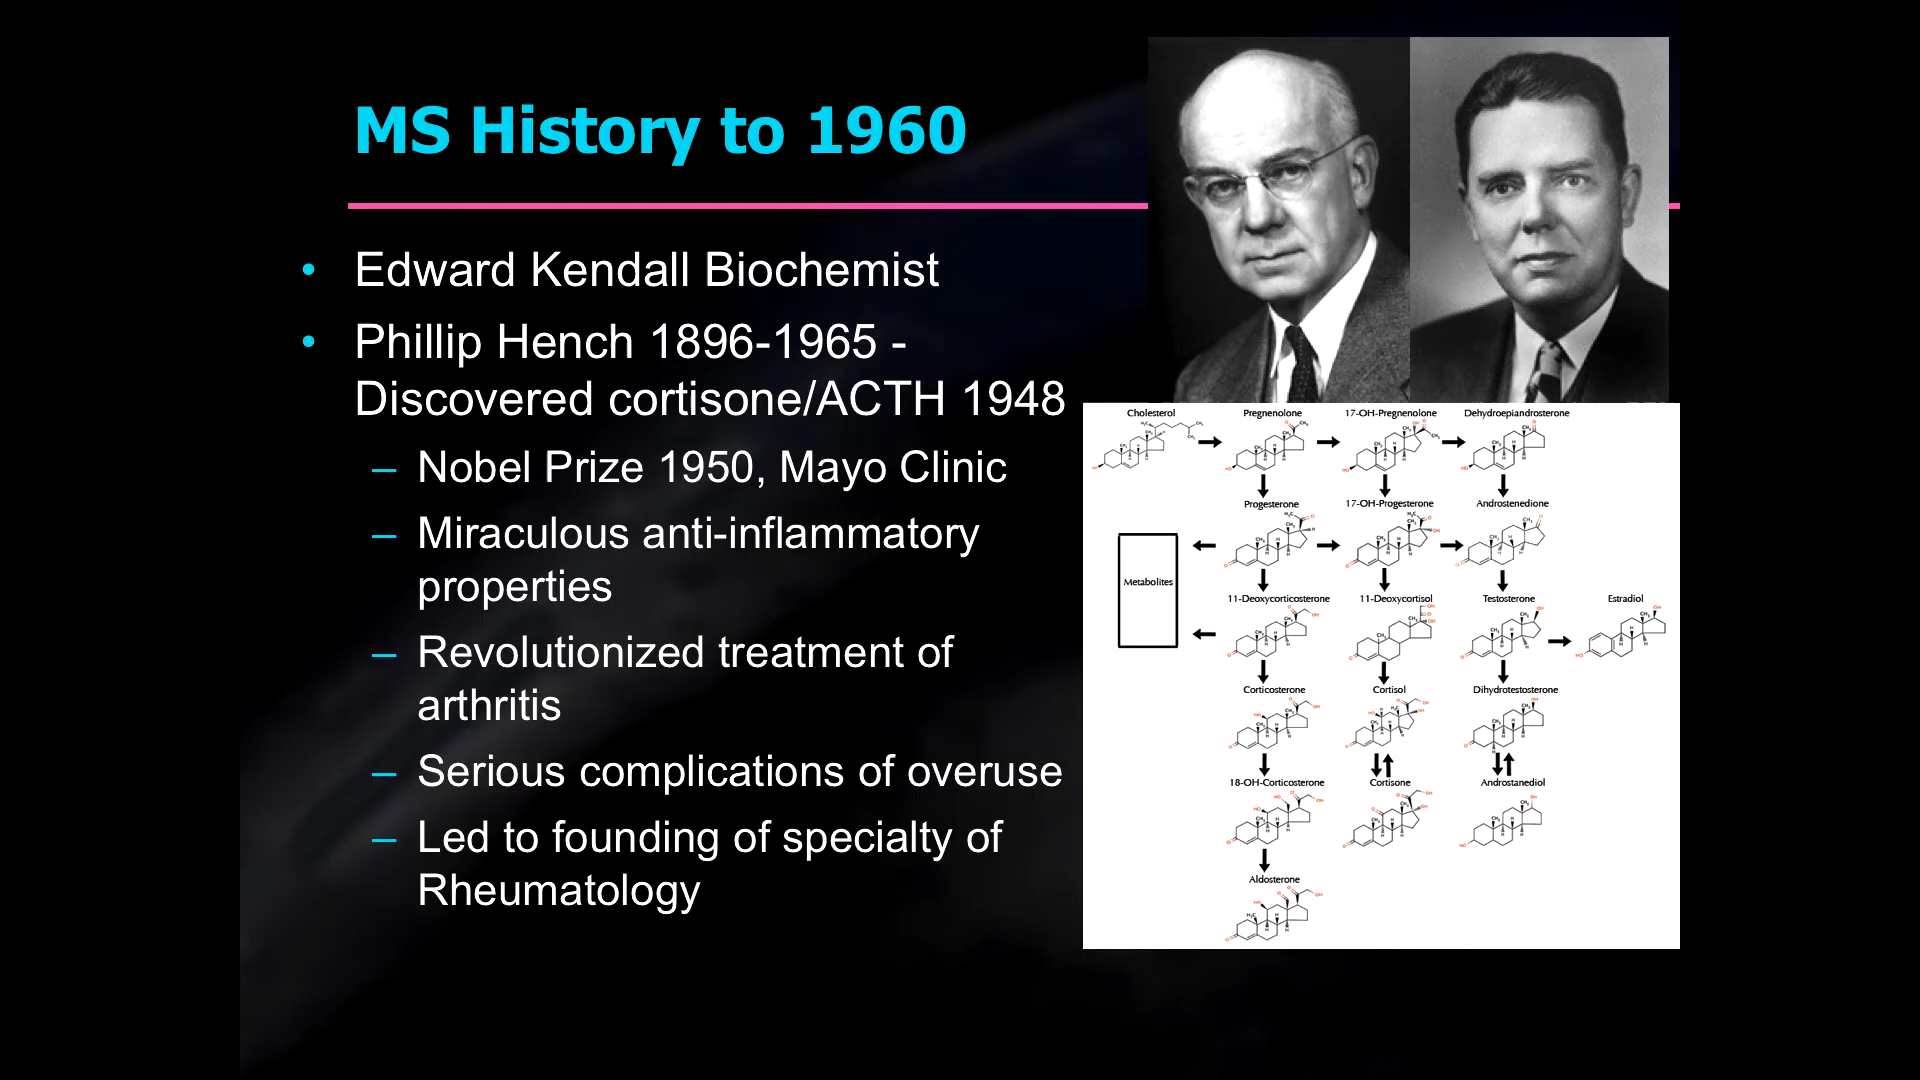 MS History to 1960
• Edward Kendall Biochemist
• Phillip Hench 1896-1965 -
Discovered cortisone/ACTH 1948
– Nobel Prize 1950, Mayo Clinic
– Miraculous anti-inflammatory
properties
– Revolutionized treatment of
arthritis
– Serious complications of overuse
– Led to founding of specialty of
Rheumatology
Cholesterol Pregnenolone 17-OH-Pregnenolone Dehydroepiandrosterone
Progesterone 17-OH-Progesterone Androstenedione
Metabolites
11-Deoxycorticosterone 11-Deoxycortisol Testosterone Estradiol
Corticosterone Cortisol Dihydrotestosterone
18-OH-Corticosterone Cortisone Androstanediol
Aldosterone